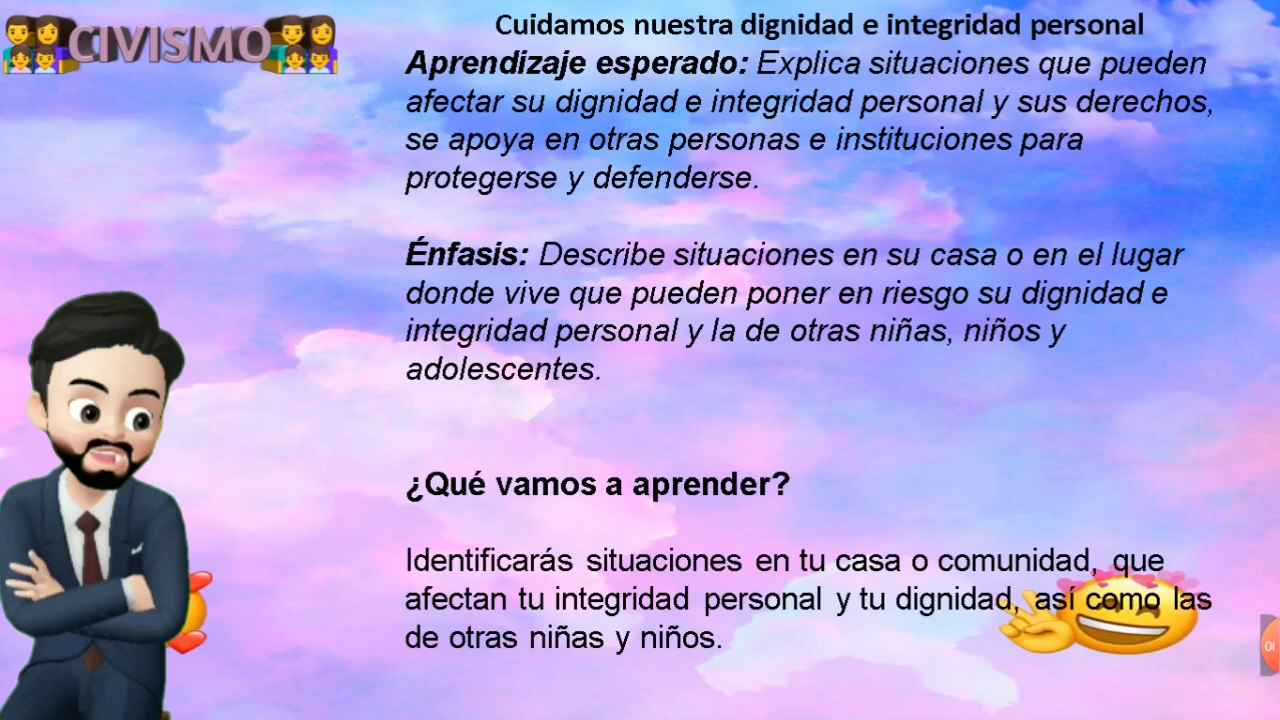 CIVISMO
Cuidamos nuestra dignidad e integridad personal
Aprendizaje esperado: Explica situaciones que pueden
afectar su dignidad e integridad personal y sus derechos,
se apoya en otras personas e instituciones para
protegerse y defenderse.
Énfasis: Describe situaciones en su casa o en el lugar
donde vive que pueden poner en riesgo su dignidad e
integridad personal y la de otras niñas, niños y
adolescentes.
¿Qué vamos a aprender?
Identificarás situaciones en tu casa o comunidad, que
afectan tu integridad personal y tu dignidad, así como las
de otras niñas y niños.